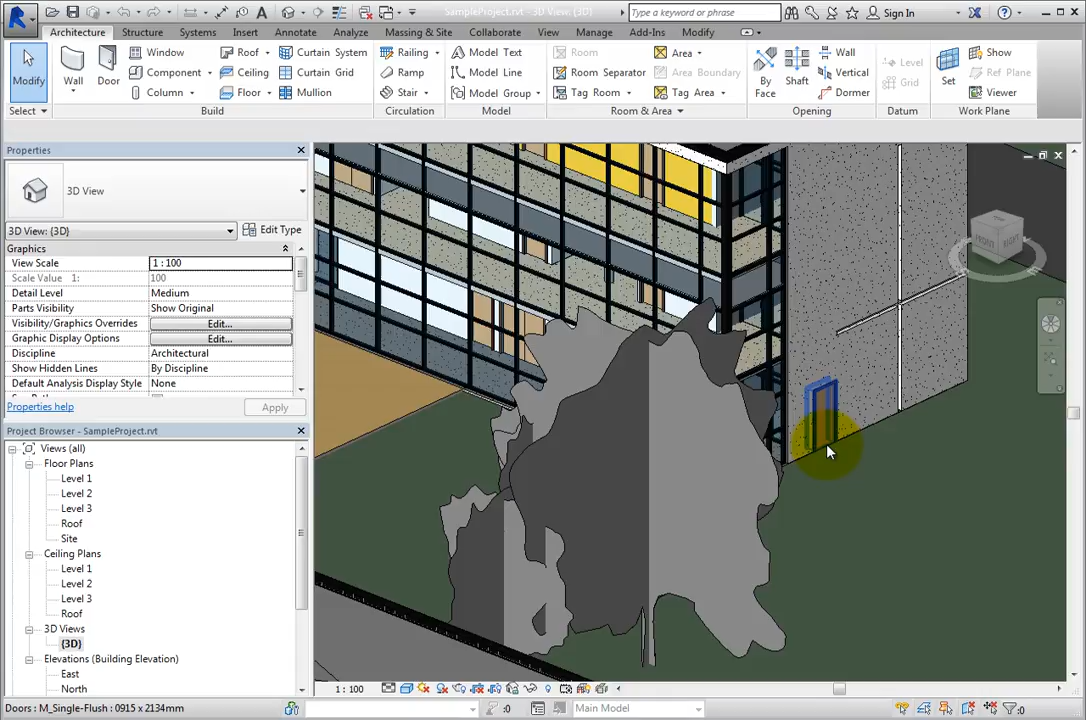 SampleProject.rvt - 3D View: {3D}
Type a keyword or phrase
Sign In
Architecture Structure Systems Insert Annotate Analyze Massing & Site Collaborate View Manage Add-Ins Modify
Modify
Wall
Door
Window
Component
Column
Roof
Ceiling
Floor
Curtain System
Curtain Grid
Mullion
Railing
Ramp
Stair
Model Text
Model Line
Model Group
Room
Room Separator
Tag Room
Area
Area Boundary
Tag Area
By Face
Shaft
Wall
Vertical
Dormer
Level
Grid
Set
Show
Ref Plane
Viewer
Select Build Circulation Model Room & Area Opening Datum Work Plane
Properties
3D View
3D View: {3D} Edit Type
Graphics
View Scale 1 : 100
Scale Value 1: 100
Detail Level Medium
Parts Visibility Show Original
Visibility/Graphics Overrides Edit...
Graphic Display Options Edit...
Discipline Architectural
Show Hidden Lines By Discipline
Default Analysis Display Style None
Properties help Apply
Project Browser - SampleProject.rvt
Views (all)
Floor Plans
Level 1
Level 2
Level 3
Roof
Site
Ceiling Plans
Level 1
Level 2
Level 3
Roof
3D Views
{3D}
Elevations (Building Elevation)
East
North
FRONT RIGHT
1 : 100
Doors : M_Single-Flush : 0915 x 2134mm
:0
Main Model
:0